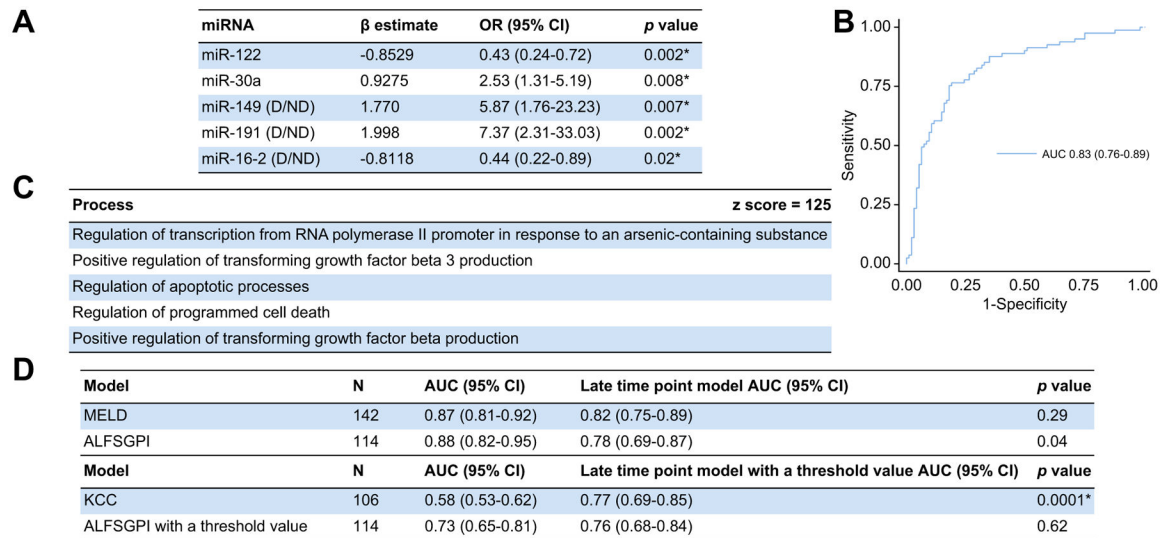 A
miRNA β estimate OR (95% CI) p value
miR-122 -0.8529 0.43 (0.24-0.72) 0.002*
miR-30a 0.9275 2.53 (1.31-5.19) 0.008*
miR-149 (D/ND) 1.770 5.87 (1.76-23.23) 0.007*
miR-191 (D/ND) 1.998 7.37 (2.31-33.03) 0.002*
miR-16-2 (D/ND) -0.8118 0.44 (0.22-0.89) 0.02*
B
1.00
0.75
0.50
0.25
0.00
Sensitivity
AUC 0.83 (0.76-0.89)
0.00 0.25 0.50 0.75 1.00
1-Specificity
C
Process z score = 125
Regulation of transcription from RNA polymerase II promoter in response to an arsenic-containing substance
Positive regulation of transforming growth factor beta 3 production
Regulation of apoptotic processes
Regulation of programmed cell death
Positive regulation of transforming growth factor beta production
D
Model N AUC (95% CI) Late time point model AUC (95% CI) p value
MELD 142 0.87 (0.81-0.92) 0.82 (0.75-0.89) 0.29
ALFSGPI 114 0.88 (0.82-0.95) 0.78 (0.69-0.87) 0.04
Model N AUC (95% CI) Late time point model with a threshold value AUC (95% CI) p value
KCC 106 0.58 (0.53-0.62) 0.77 (0.69-0.85) 0.0001*
ALFSGPI with a threshold value 114 0.73 (0.65-0.81) 0.76 (0.68-0.84) 0.62